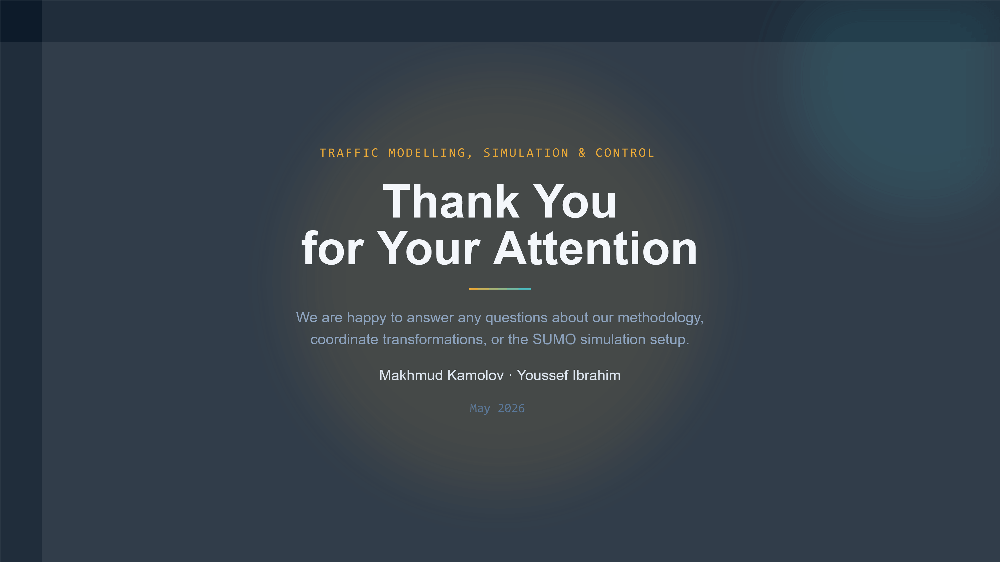 TRAFFIC MODELLING, SIMULATION & CONTROL
Thank You
for Your Attention
We are happy to answer any questions about our methodology,
coordinate transformations, or the SUMO simulation setup.
Makhmud Kamolov · Youssef Ibrahim
May 2026